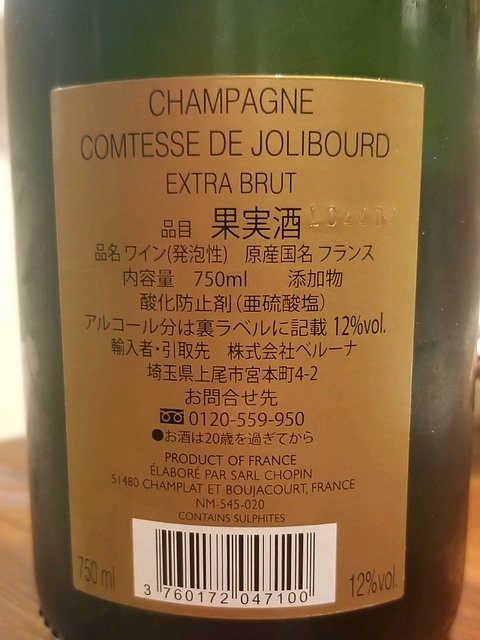 CHAMPAGNE
COMTESSE DE JOLIBOURD
EXTRA BRUT
品目 果実酒
品名 ワイン(発泡性) 原産国名 フランス
内容量 750ml 添加物
酸化防止剤(亜硫酸塩)
アルコール分は裏ラベルに記載 12%vol.
輸入者・引取先 株式会社ベルーナ
埼玉県上尾市宮本町4-2
お問合せ先
0120-559-950
●お酒は20歳を過ぎてから
PRODUCT OF FRANCE
ÉLABORÉ PAR SARL CHOPIN
51480 CHAMPLAT ET BOUJACOURT, FRANCE
NM-545-020
CONTAINS SULPHITES
750 ml
3 760172 047100
12%vol.